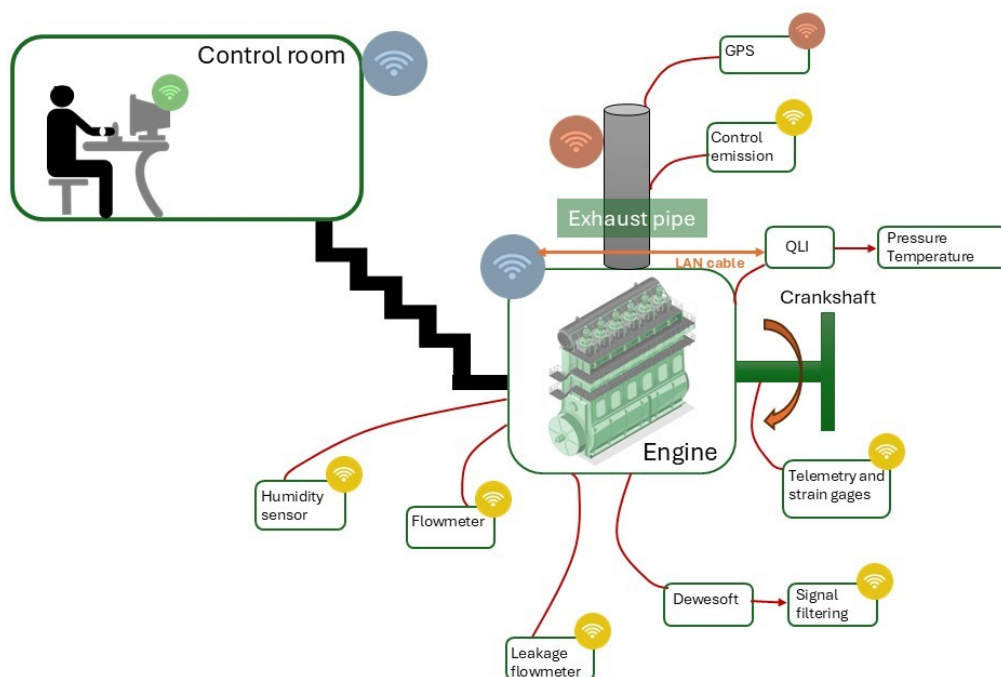 Control room
GPS
Control
emission
Exhaust pipe
LAN cable
QLI
Pressure
Temperature
Crankshaft
Engine
Telemetry and
strain gages
Humidity
sensor
Flowmeter
Dewesoft
Signal
filtering
Leakage
flowmeter